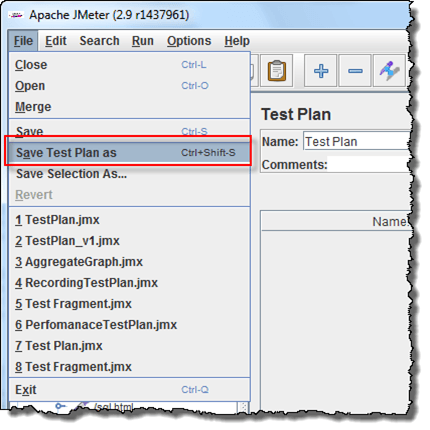 Apache JMeter (2.9 r1437961)
File Edit Search Run Options Help
Close Ctrl-L
Open Ctrl-O
Merge
Save Ctrl-S
Save Test Plan as Ctrl+Shift-S
Save Selection As...
Revert
1 TestPlan.jmx
2 TestPlan_v1.jmx
3 AggregateGraph.jmx
4 RecordingTestPlan.jmx
5 Test Fragment.jmx
6 PerfomanaceTestPlan.jmx
7 Test Plan.jmx
8 Test Fragment.jmx
Exit Ctrl-Q
/sql.html
Test Plan
Name: Test Plan
Comments:
Name